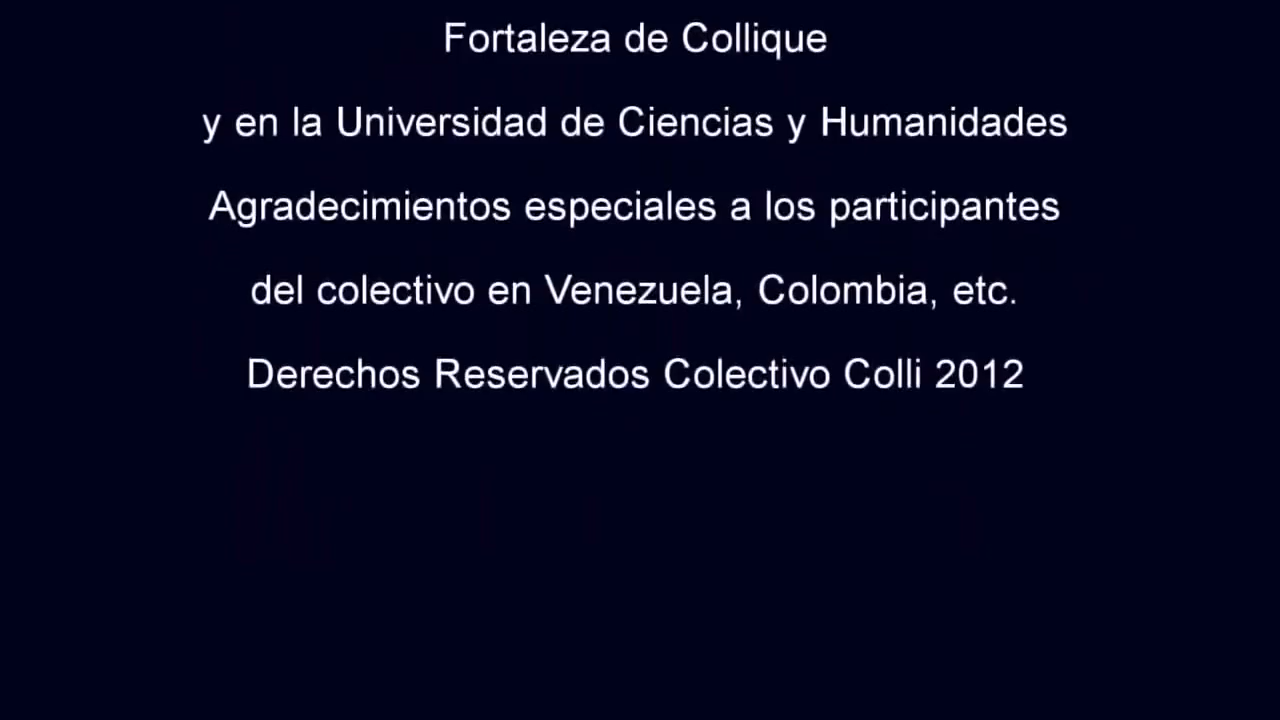 Fortaleza de Collique
y en la Universidad de Ciencias y Humanidades
Agradecimientos especiales a los participantes
del colectivo en Venezuela, Colombia, etc.
Derechos Reservados Colectivo Colli 2012